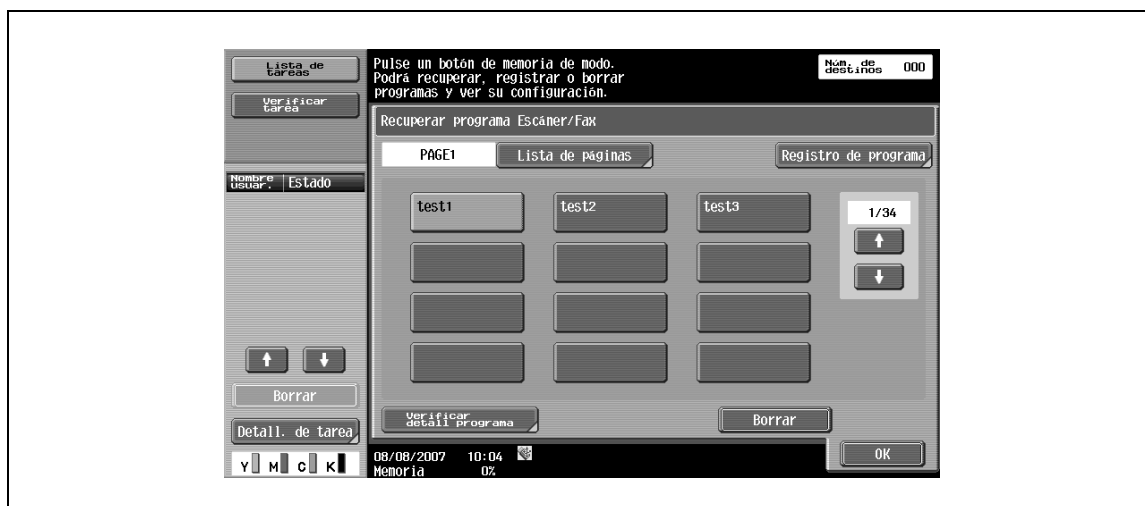 Lista de
tareas
Verificar
tarea
Nombre
usuar.
Estado
Borrar
Detall. de tarea
Y M C K
Pulse un botón de memoria de modo.
Podrá recuperar, registrar o borrar
programas y ver su configuración.
Núm. de
destinos
000
Recuperar programa Escáner/Fax
PAGE1
Lista de páginas
Registro de programa
test1 test2 test3
1/34
Verificar
detall programa
Borrar
08/08/2007 10:04
Memoria 0%
OK